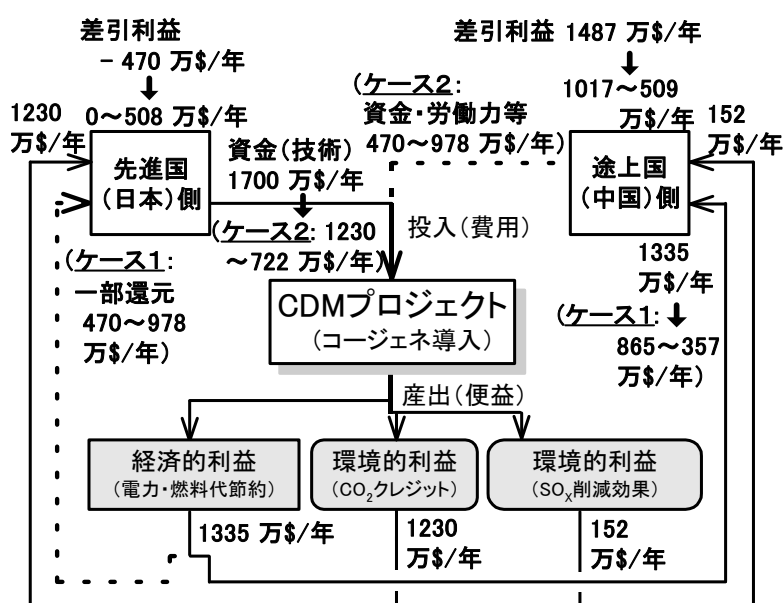 差引利益
− 470 万$/年
0～508 万$/年
差引利益 1487 万$/年
1017～509
万$/年
1230
万$/年
152
万$/年
(ケース2:
資金・労働力等
470～978 万$/年)
先進国
(日本)側
資金(技術)
1700 万$/年
(ケース2: 1230
～722 万$/年)
途上国
(中国)側
投入(費用)
(ケース1:
一部還元
470～978
万$/年)
1335
万$/年
(ケース1:
865～357
万$/年)
CDMプロジェクト
(コージェネ導入)
産出(便益)
経済的利益
(電力・燃料代節約)
環境的利益
(CO₂クレジット)
環境的利益
(SOX削減効果)
1335 万$/年
1230
万$/年
152
万$/年